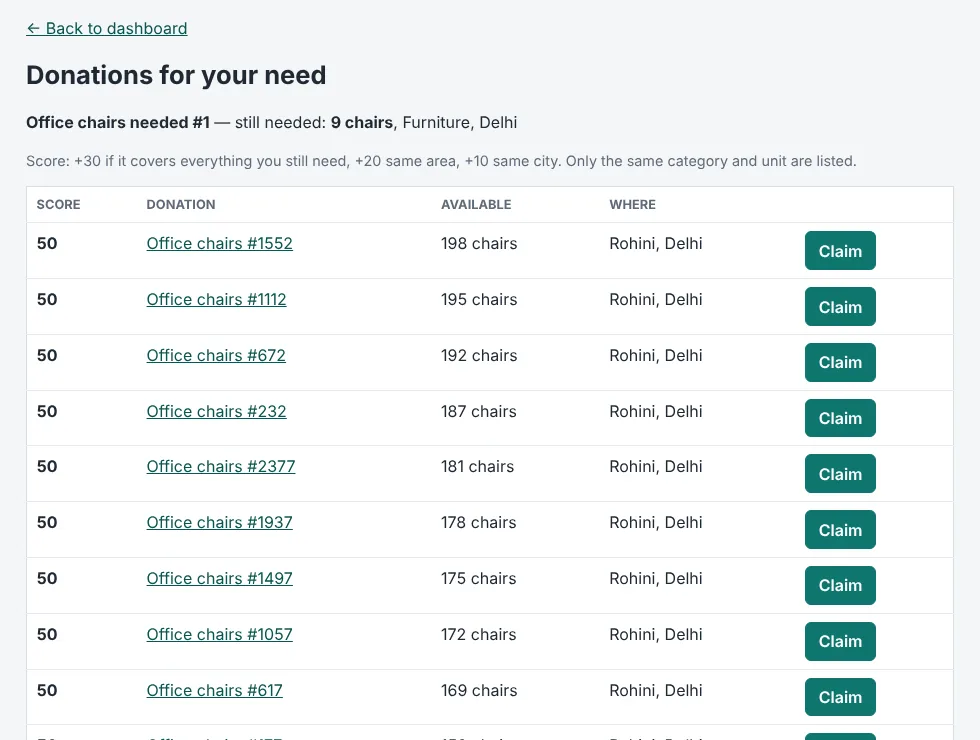 ← Back to dashboard
Donations for your need
Office chairs needed #1 — still needed: 9 chairs, Furniture, Delhi
Score: +30 if it covers everything you still need, +20 same area, +10 same city. Only the same category and unit are listed.
SCORE DONATION AVAILABLE WHERE
50 Office chairs #1552 198 chairs Rohini, Delhi Claim
50 Office chairs #1112 195 chairs Rohini, Delhi Claim
50 Office chairs #672 192 chairs Rohini, Delhi Claim
50 Office chairs #232 187 chairs Rohini, Delhi Claim
50 Office chairs #2377 181 chairs Rohini, Delhi Claim
50 Office chairs #1937 178 chairs Rohini, Delhi Claim
50 Office chairs #1497 175 chairs Rohini, Delhi Claim
50 Office chairs #1057 172 chairs Rohini, Delhi Claim
50 Office chairs #617 169 chairs Rohini, Delhi Claim